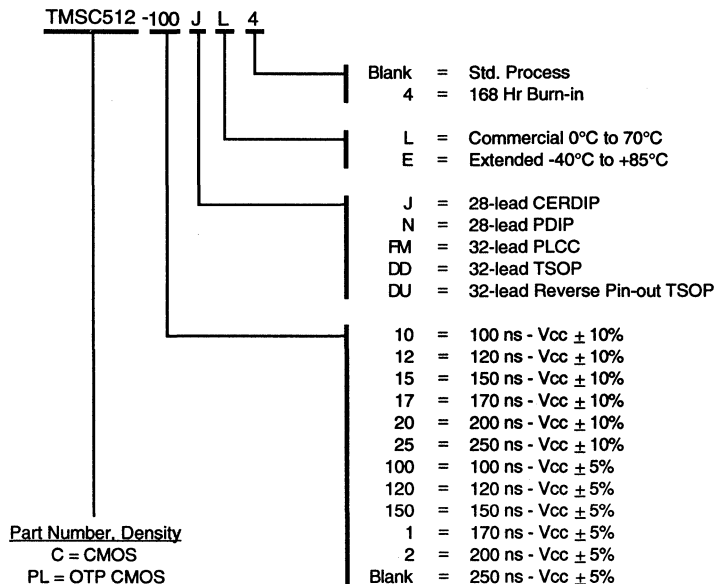 TMSC512 -100 J L 4
Blank = Std. Process
4 = 168 Hr Burn-in
L = Commercial 0°C to 70°C
E = Extended -40°C to +85°C
J = 28-lead CERDIP
N = 28-lead PDIP
FM = 32-lead PLCC
DD = 32-lead TSOP
DU = 32-lead Reverse Pin-out TSOP
10 = 100 ns - Vcc ± 10%
12 = 120 ns - Vcc ± 10%
15 = 150 ns - Vcc ± 10%
17 = 170 ns - Vcc ± 10%
20 = 200 ns - Vcc ± 10%
25 = 250 ns - Vcc ± 10%
100 = 100 ns - Vcc ± 5%
120 = 120 ns - Vcc ± 5%
150 = 150 ns - Vcc ± 5%
1 = 170 ns - Vcc ± 5%
2 = 200 ns - Vcc ± 5%
Blank = 250 ns - Vcc ± 5%
Part Number, Density
C = CMOS
PL = OTP CMOS